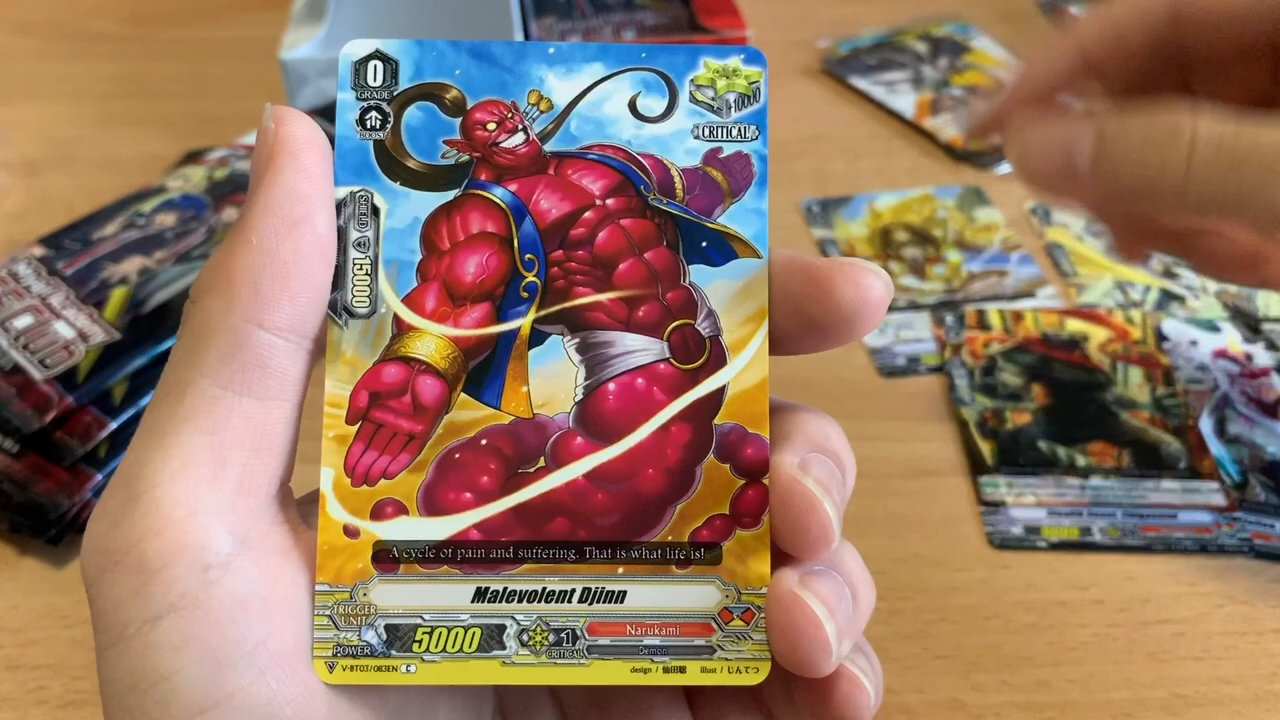 0
GRADE
BOOST
+10000
CRITICAL
SHIELD
15000
A cycle of pain and suffering. That is what life is!
Malevolent Djinn
TRIGGER
UNIT
POWER
5000
1
CRITICAL
Narukami
Demon
V-BT03/083EN C
design / 仙田聡 illust / じんてつ